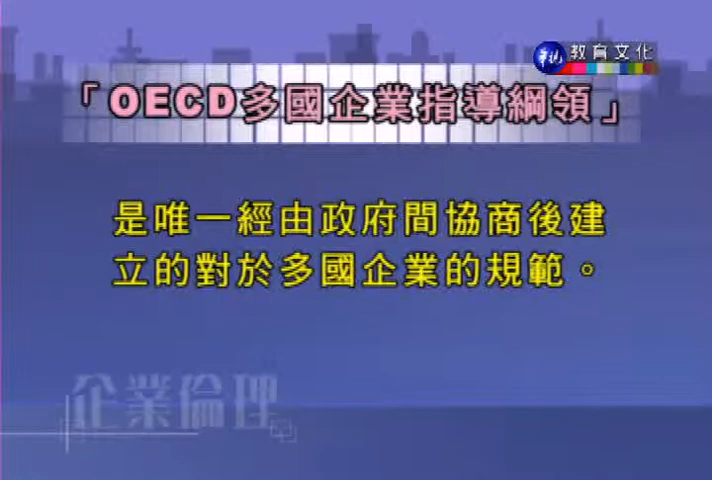 華視 教育文化
「OECD多國企業指導綱領」
是唯一經由政府間協商後建
立的對於多國企業的規範。
企業倫理